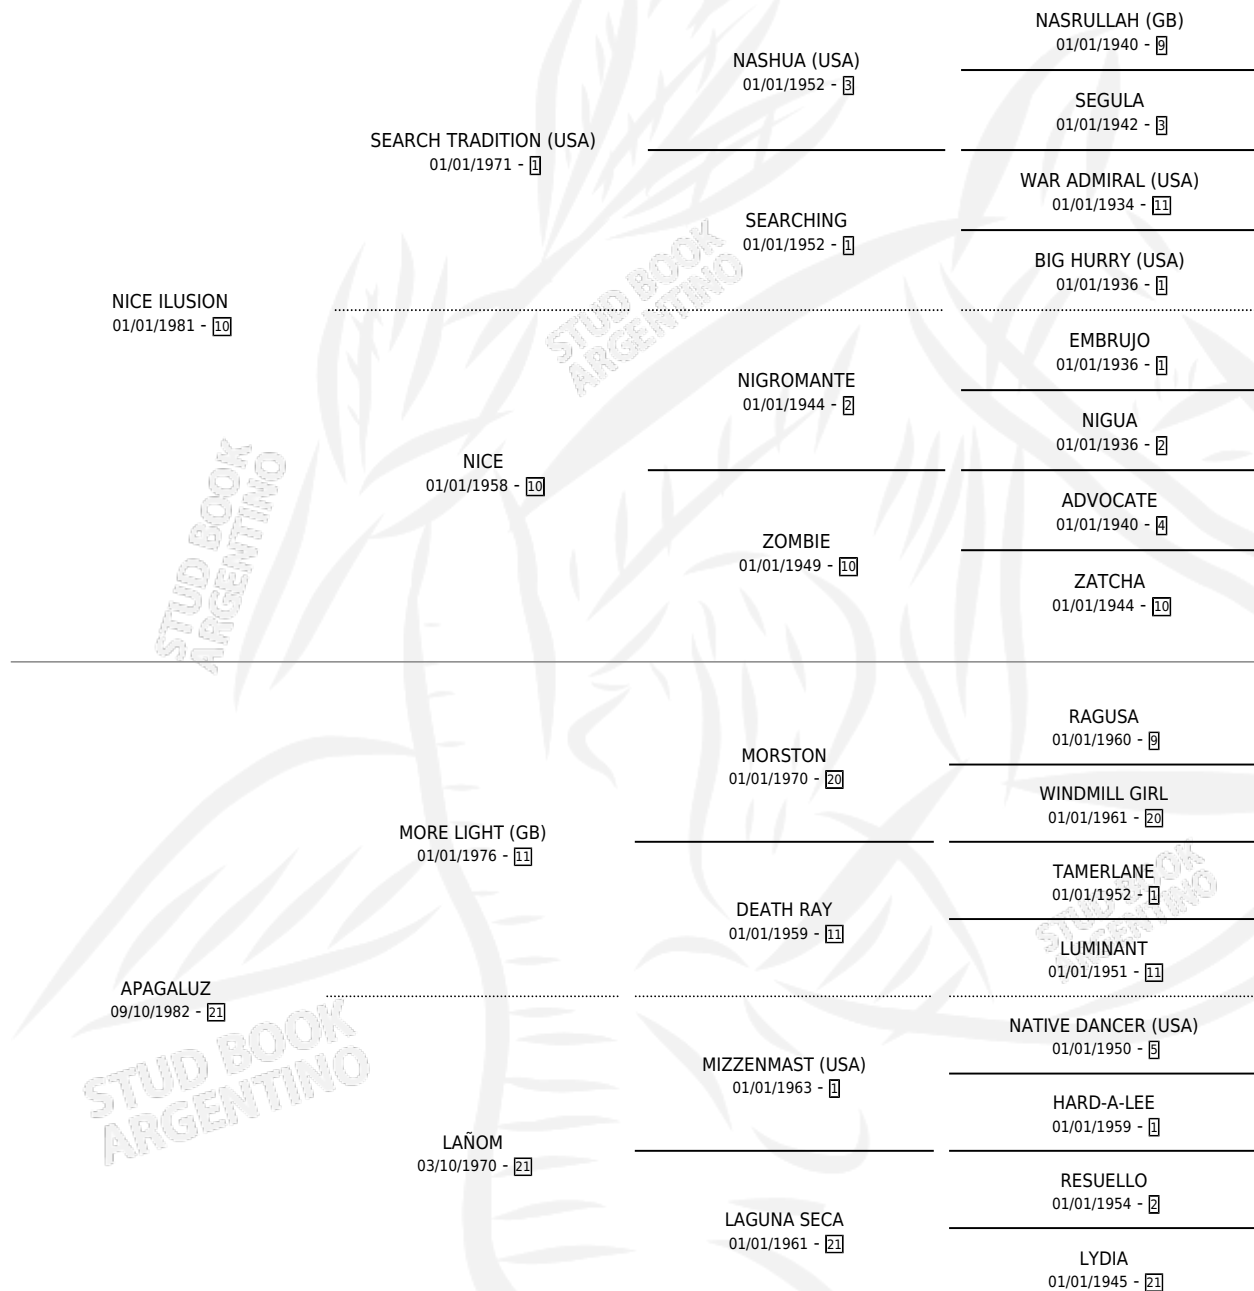 NASRULLAH (GB)
01/01/1940 - 9
NASHUA (USA)
01/01/1952 - 3
SEGULA
01/01/1942 - 3
SEARCH TRADITION (USA)
01/01/1971 - 1
WAR ADMIRAL (USA)
01/01/1934 - 11
SEARCHING
01/01/1952 - 1
BIG HURRY (USA)
01/01/1936 - 1
NICE ILUSION
01/01/1981 - 10
EMBRUJO
01/01/1936 - 1
NIGROMANTE
01/01/1944 - 2
NIGUA
01/01/1936 - 2
NICE
01/01/1958 - 10
ADVOCATE
01/01/1940 - 4
ZOMBIE
01/01/1949 - 10
ZATCHA
01/01/1944 - 10
RAGUSA
01/01/1960 - 9
MORSTON
01/01/1970 - 20
WINDMILL GIRL
01/01/1961 - 20
MORE LIGHT (GB)
01/01/1976 - 11
TAMERLANE
01/01/1952 - 1
DEATH RAY
01/01/1959 - 11
LUMINANT
01/01/1951 - 11
APAGALUZ
09/10/1982 - 21
NATIVE DANCER (USA)
01/01/1950 - 5
MIZZENMAST (USA)
01/01/1963 - 1
HARD-A-LEE
01/01/1959 - 1
LAÑOM
03/10/1970 - 21
RESUELLO
01/01/1954 - 2
LAGUNA SECA
01/01/1961 - 21
LYDIA
01/01/1945 - 21
STUD BOOK
ARGENTINO
STUD BOOK
ARGENTINO
STUD BOOK
ARGENTINO
STUD BOOK
ARGENTINO